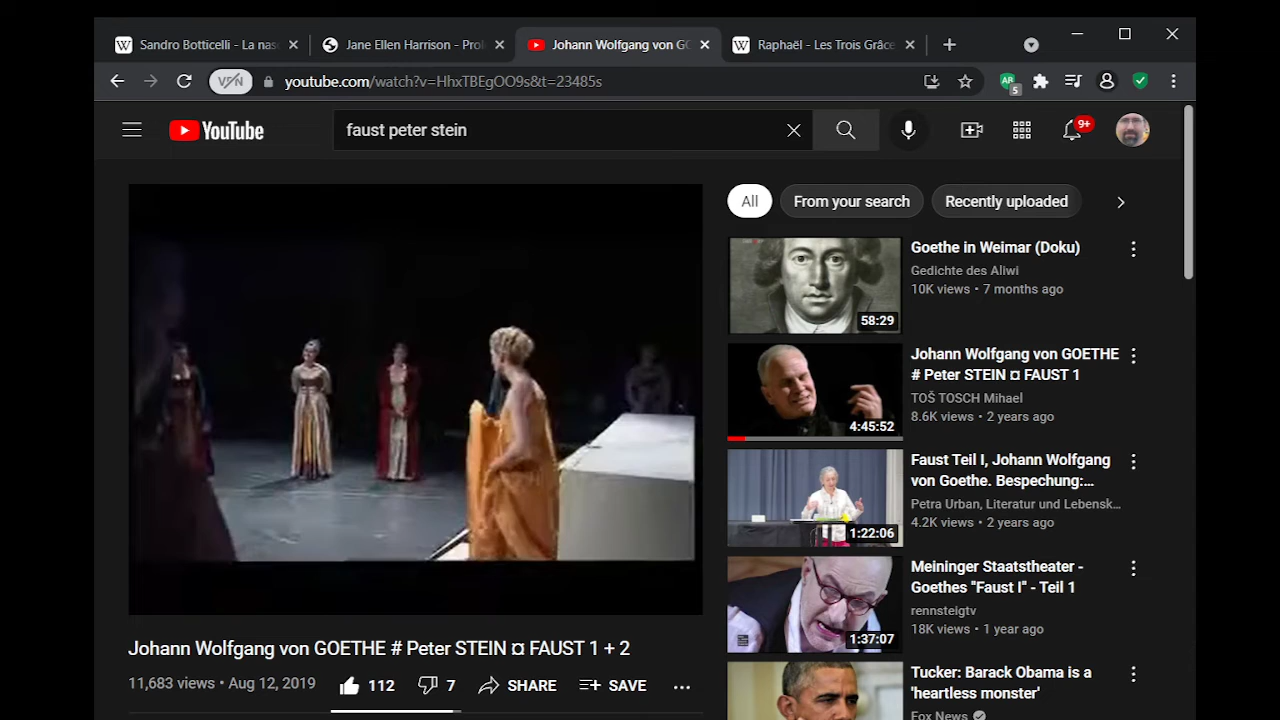 Sandro Botticelli - La nas
Jane Ellen Harrison - Prol
Johann Wolfgang von GO
Raphaël - Les Trois Grâce
VPN
youtube.com/watch?v=HhxTBEgOO9s&t=23485s
5
YouTube
faust peter stein
9+
All
From your search
Recently uploaded
Goethe in Weimar (Doku)
Gedichte des Aliwi
10K views • 7 months ago
58:29
Johann Wolfgang von GOETHE
# Peter STEIN ¤ FAUST 1
TOŠ TOSCH Mihael
8.6K views • 2 years ago
4:45:52
Faust Teil I, Johann Wolfgang
von Goethe. Bespechung:...
Petra Urban, Literatur und Lebensk...
4.2K views • 2 years ago
1:22:06
Meininger Staatstheater -
Goethes "Faust I" - Teil 1
rennsteigtv
18K views • 1 year ago
1:37:07
Tucker: Barack Obama is a
'heartless monster'
Fox News
Johann Wolfgang von GOETHE # Peter STEIN ¤ FAUST 1 + 2
11,683 views • Aug 12, 2019
112
7
SHARE
SAVE